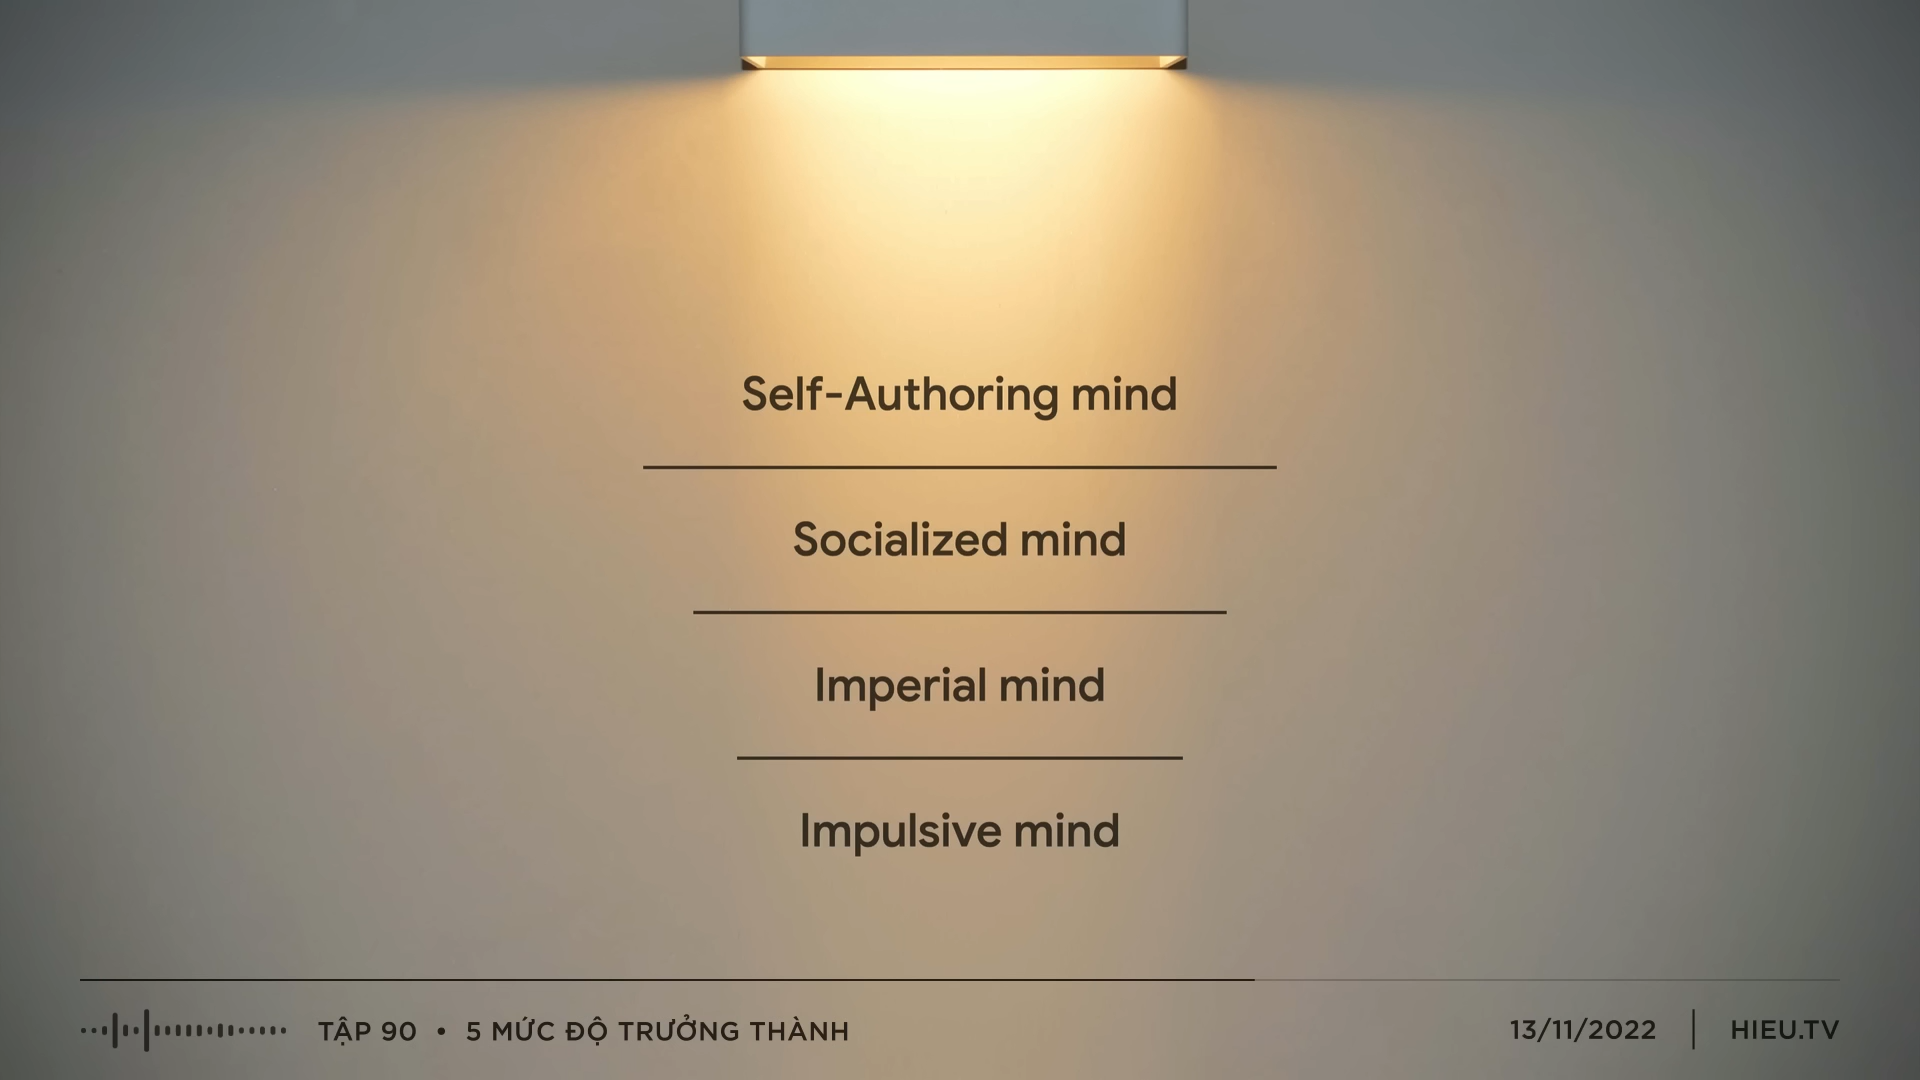 Self-Authoring mind
Socialized mind
Imperial mind
Impulsive mind
TẬP 90 • 5 MỨC ĐỘ TRƯỞNG THÀNH
13/11/2022 | HIEU.TV